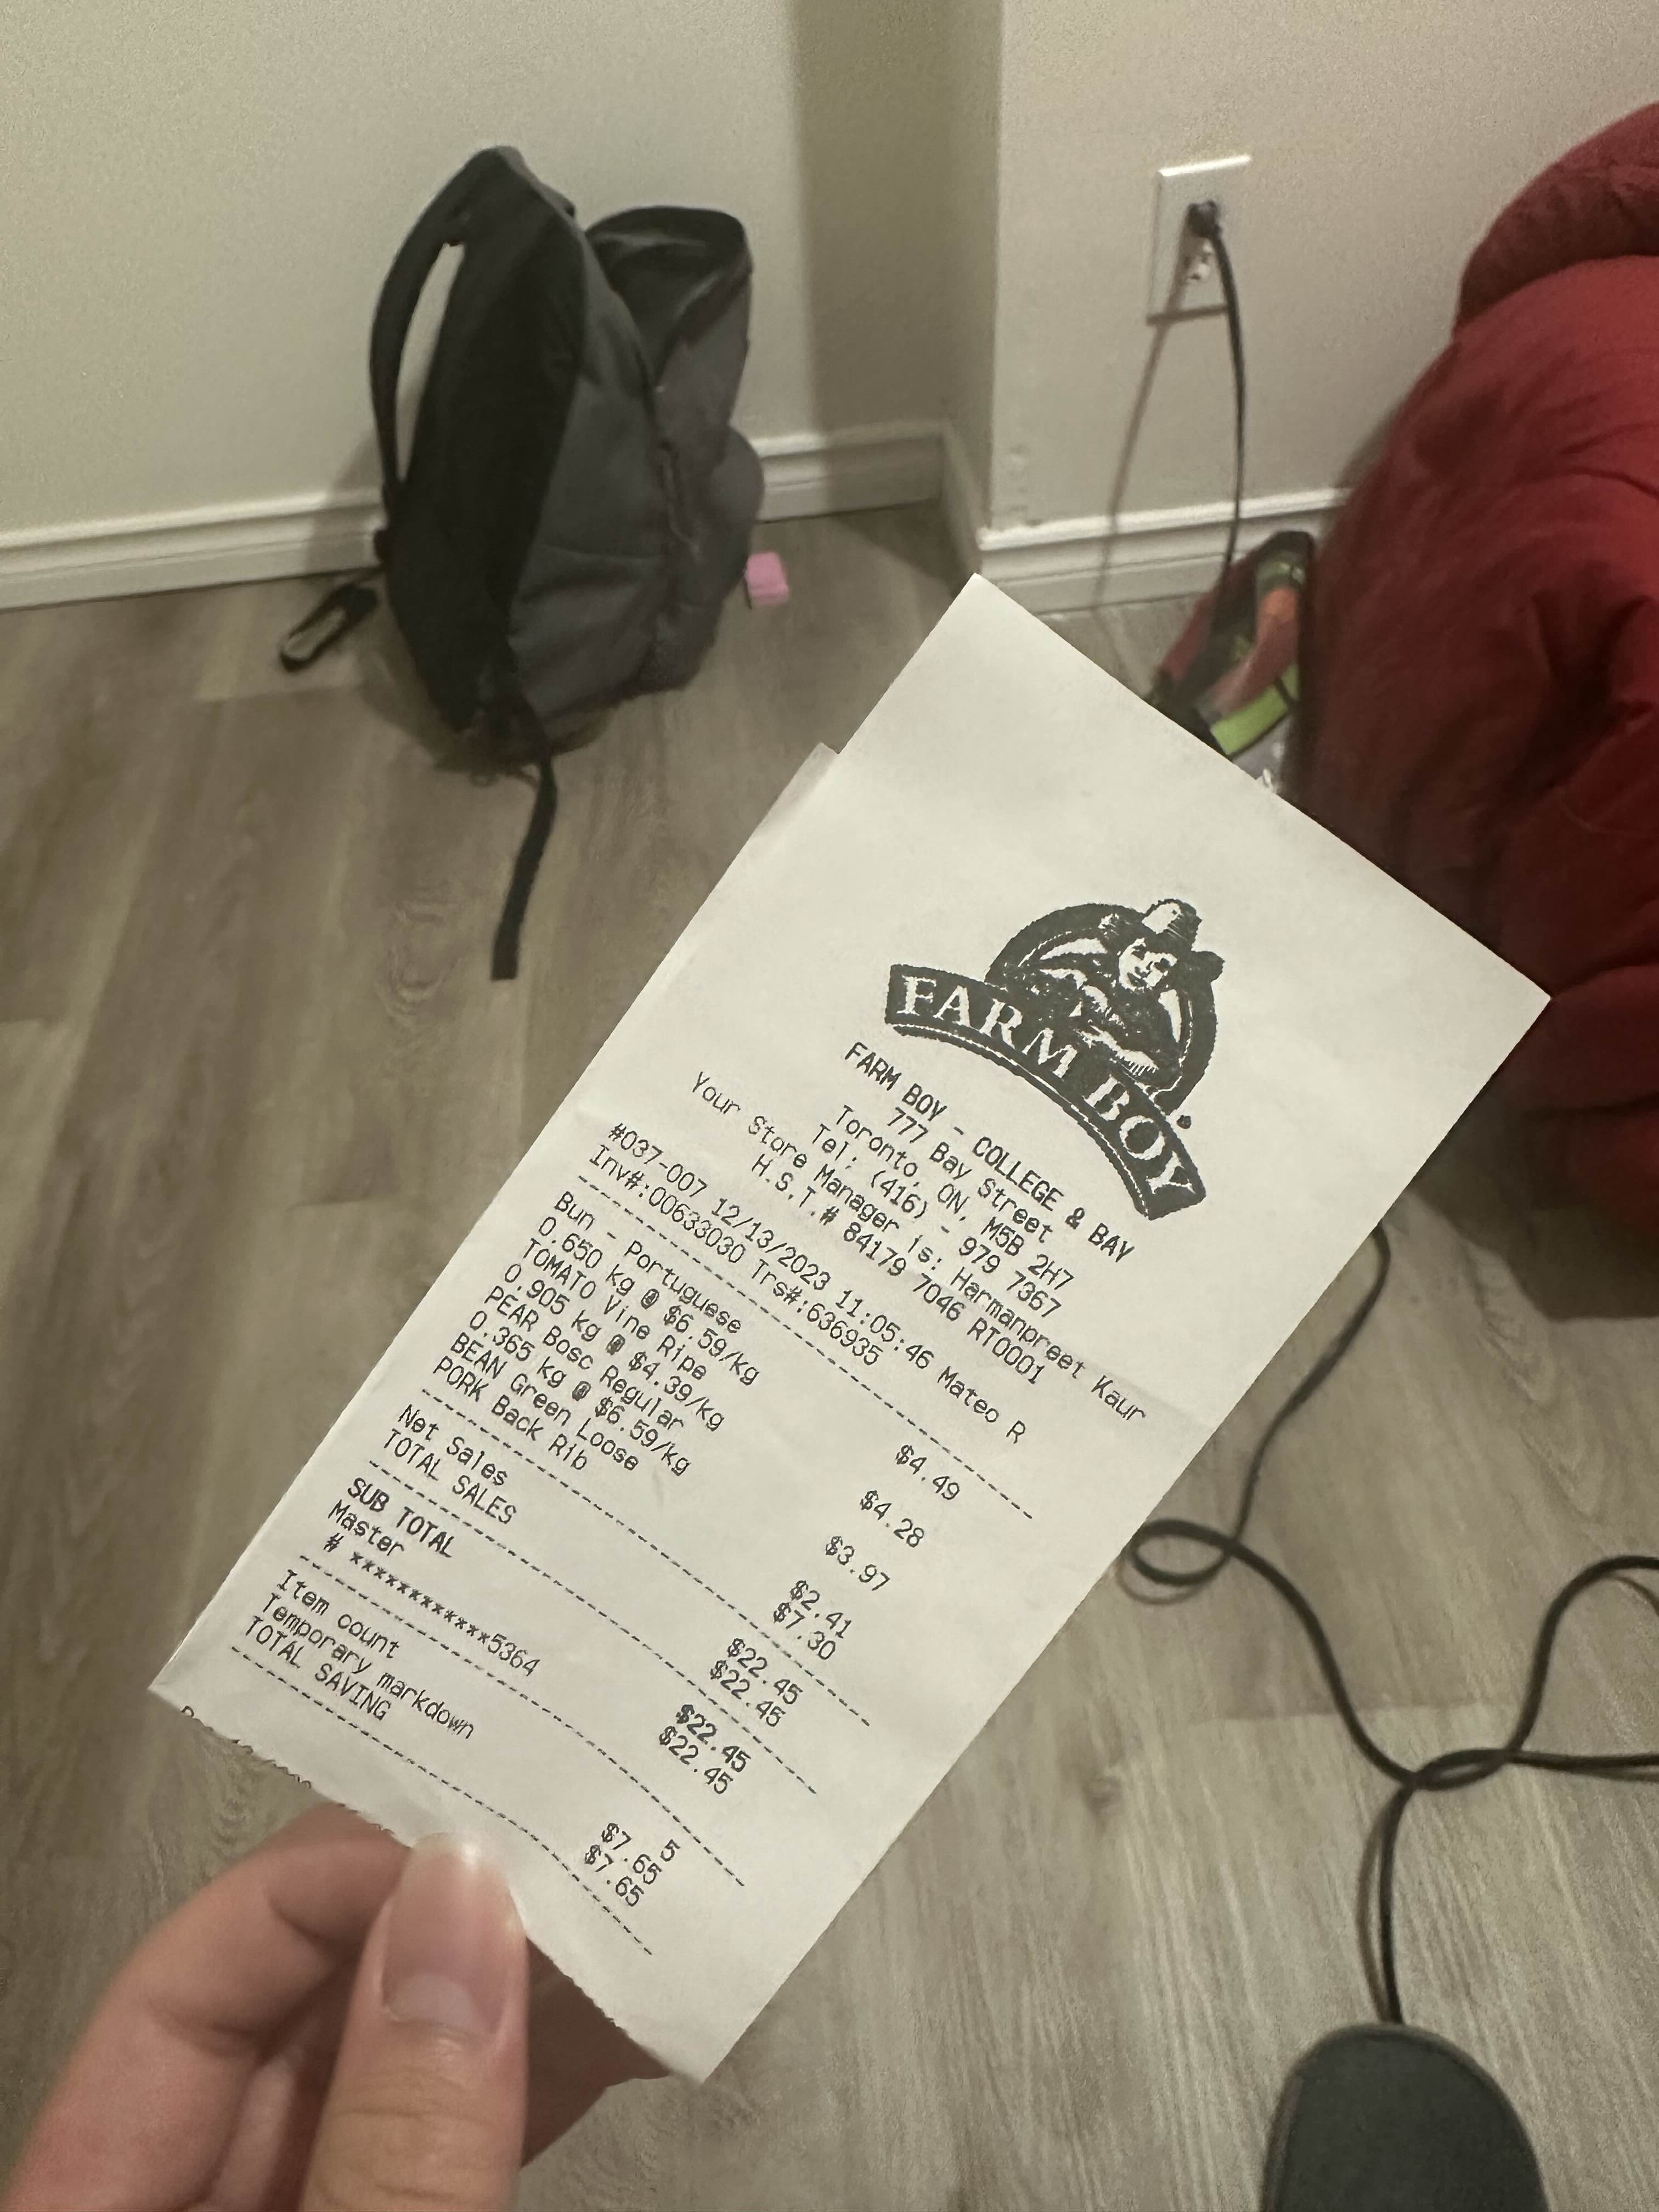 FARM BOY
FARM BOY - COLLEGE & BAY
777 Bay Street
Toronto, ON, M5B 2H7
Tel: (416) - 979 7367
Your Store Manager is: Harmanpreet Kaur
H.S.T.# 84179 7046 RT0001
#037-007 12/13/2023 11:05:46 Mateo R
Inv#:00633030 Trs#:636935
Bun - Portuguese $4.49
0.650 kg @ $6.59/kg
TOMATO Vine Ripe $4.28
0.905 kg @ $4.39/kg
PEAR Bosc Regular $3.97
0.365 kg @ $6.59/kg
BEAN Green Loose $2.41
PORK Back Rib $7.30
Net Sales $22.45
TOTAL SALES $22.45
SUB TOTAL $22.45
Master $22.45
# ************5364
Item count 5
Temporary markdown $7.65
TOTAL SAVING $7.65